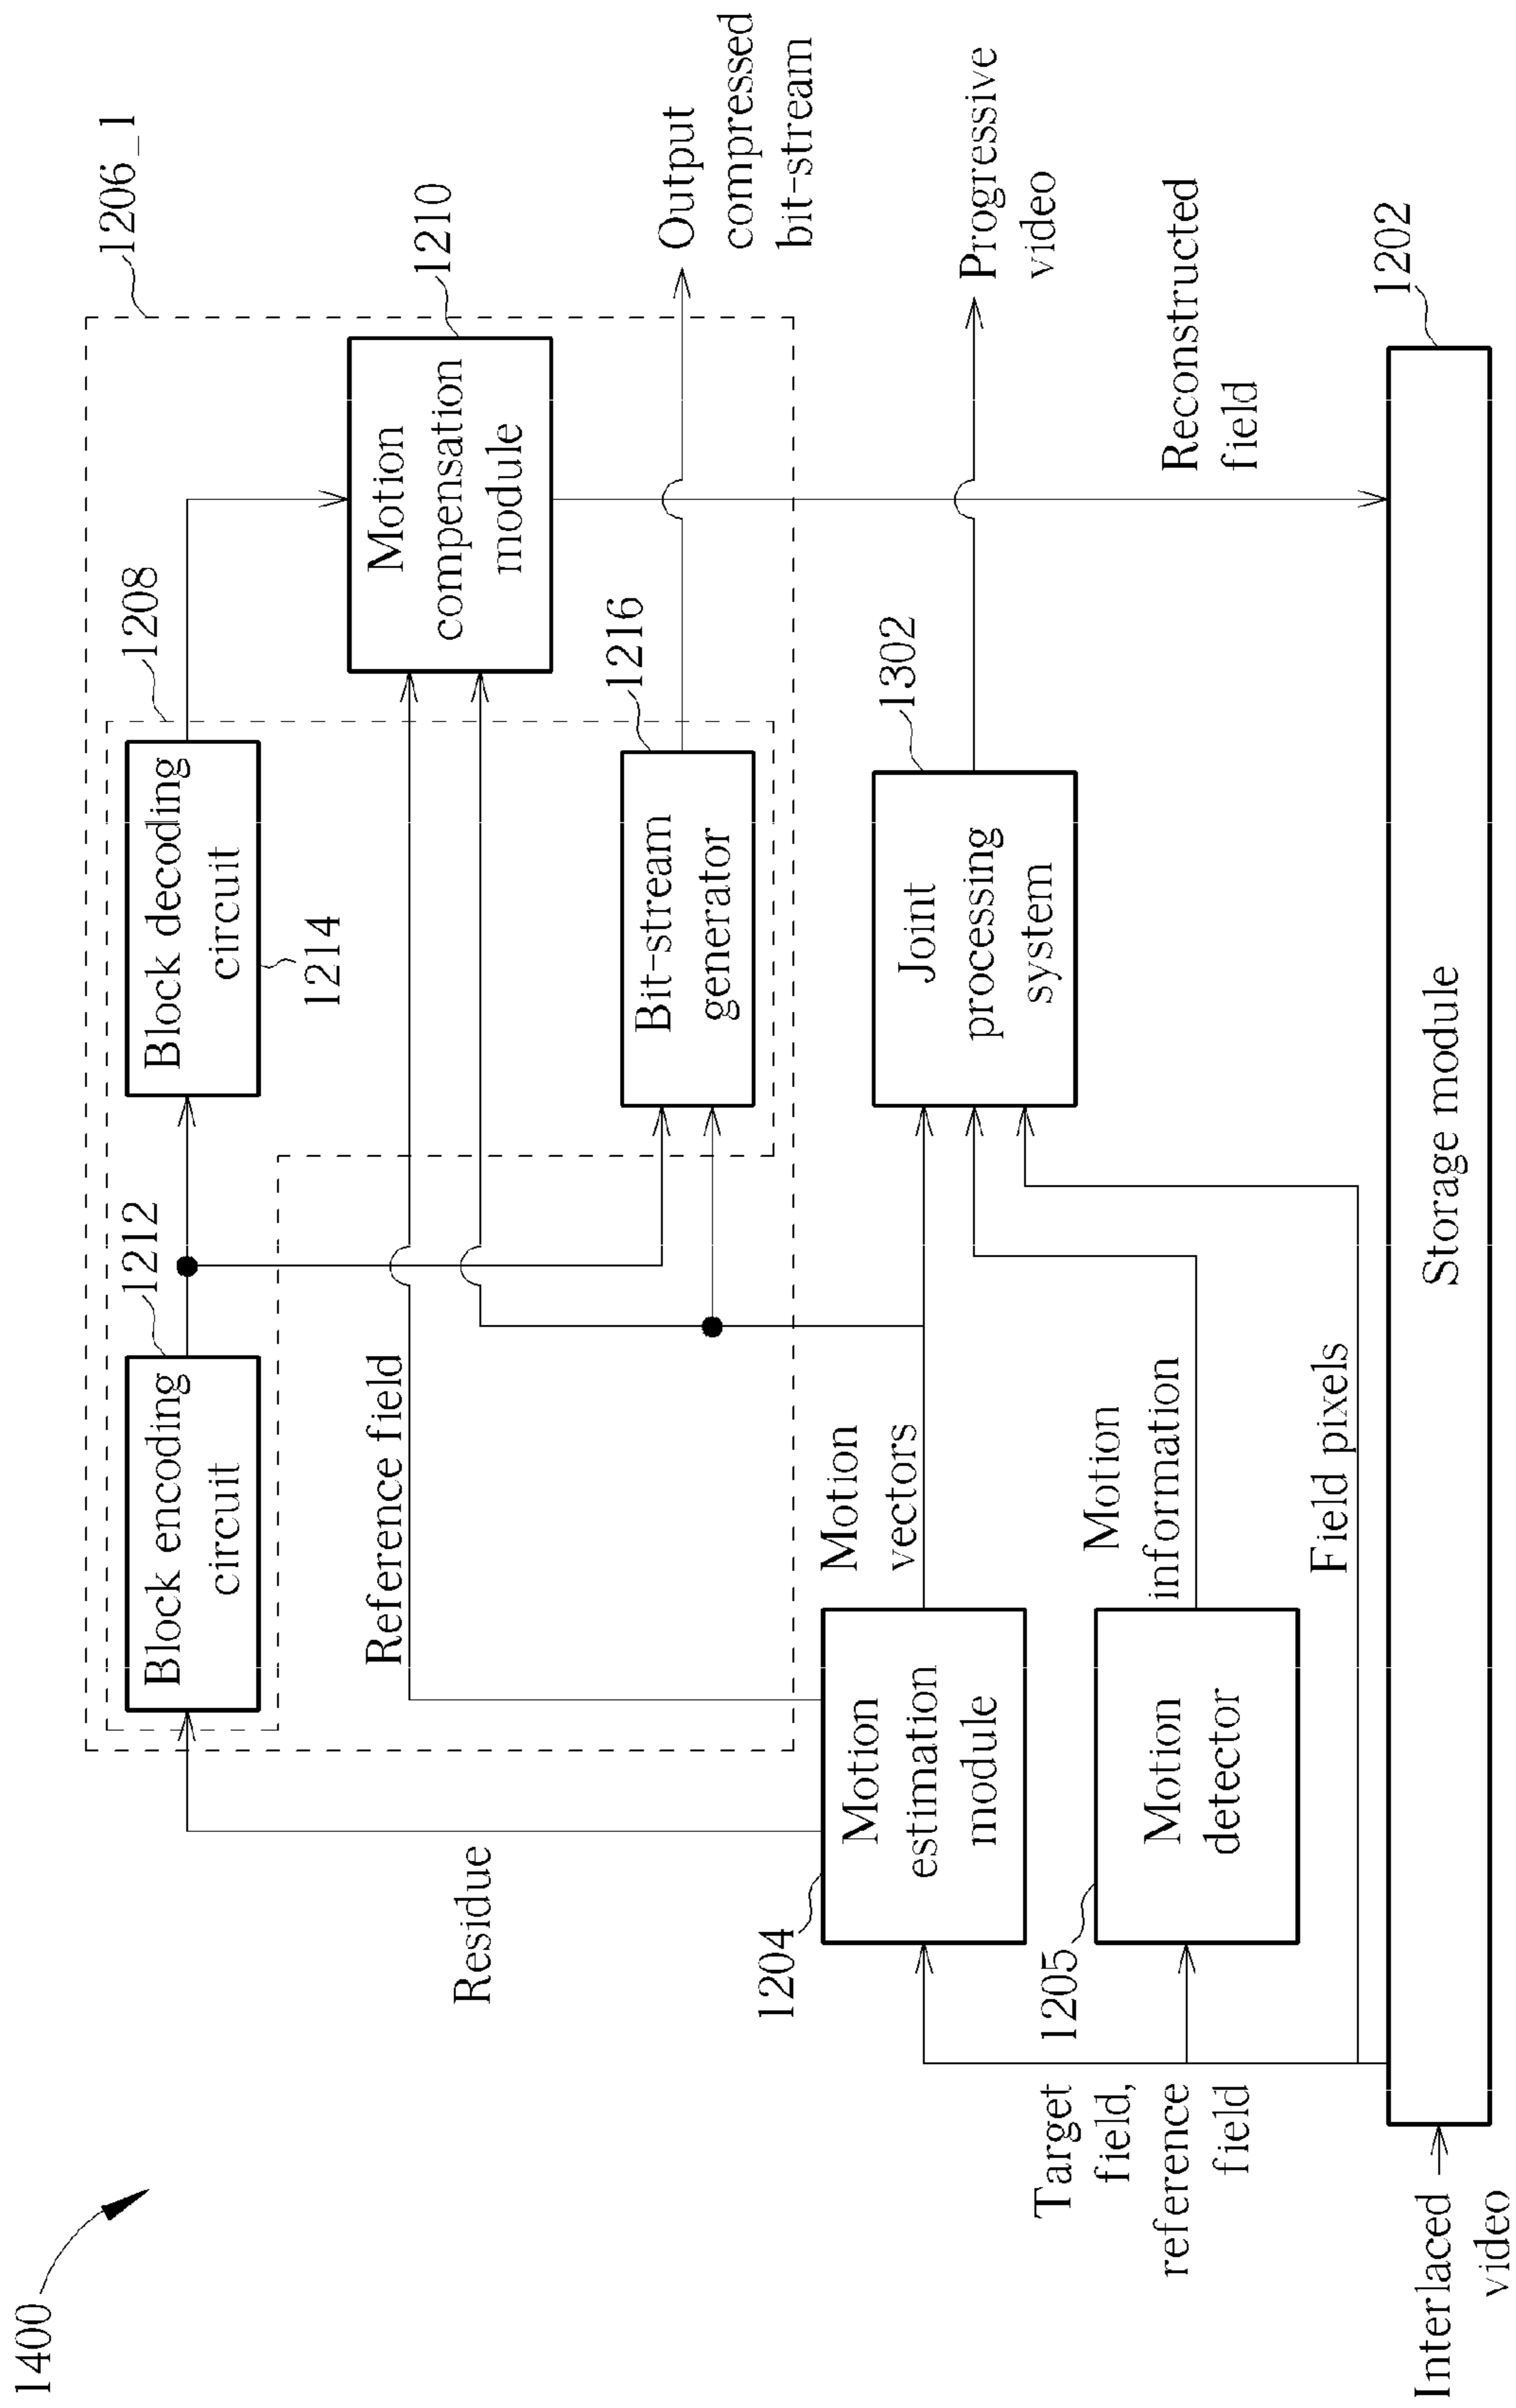 1400
1206_1
1212
1208
Block encoding
circuit
Block decoding
circuit
1214
1210
Motion
compensation
module
Residue
Reference field
1216
Bit-stream
generator
Output
compressed
bit-stream
1204
Motion
estimation
module
Motion
vectors
1302
Joint
processing
system
Progressive
video
1205
Motion
detector
Motion
information
Target
field,
reference
field
Field pixels
Reconstructed
field
1202
Storage module
Interlaced
video